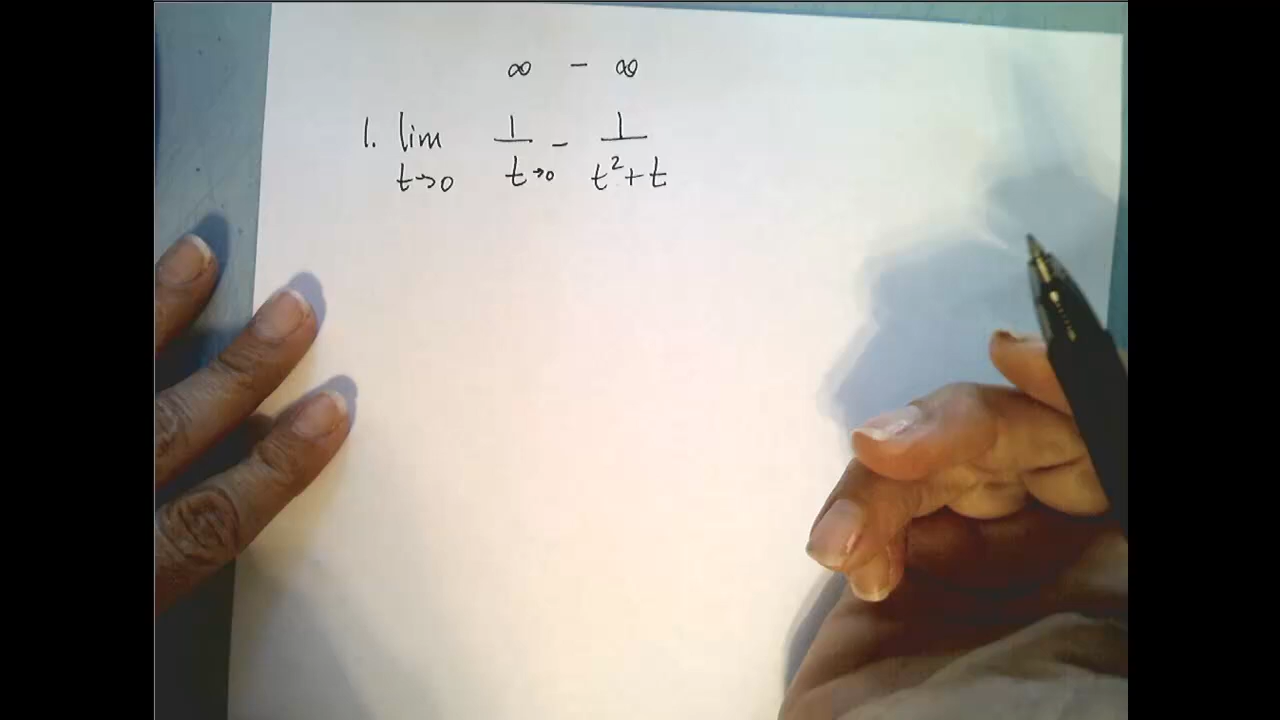 ∞ - ∞
1. lim 1/t→0 - 1/t²+t
t→0